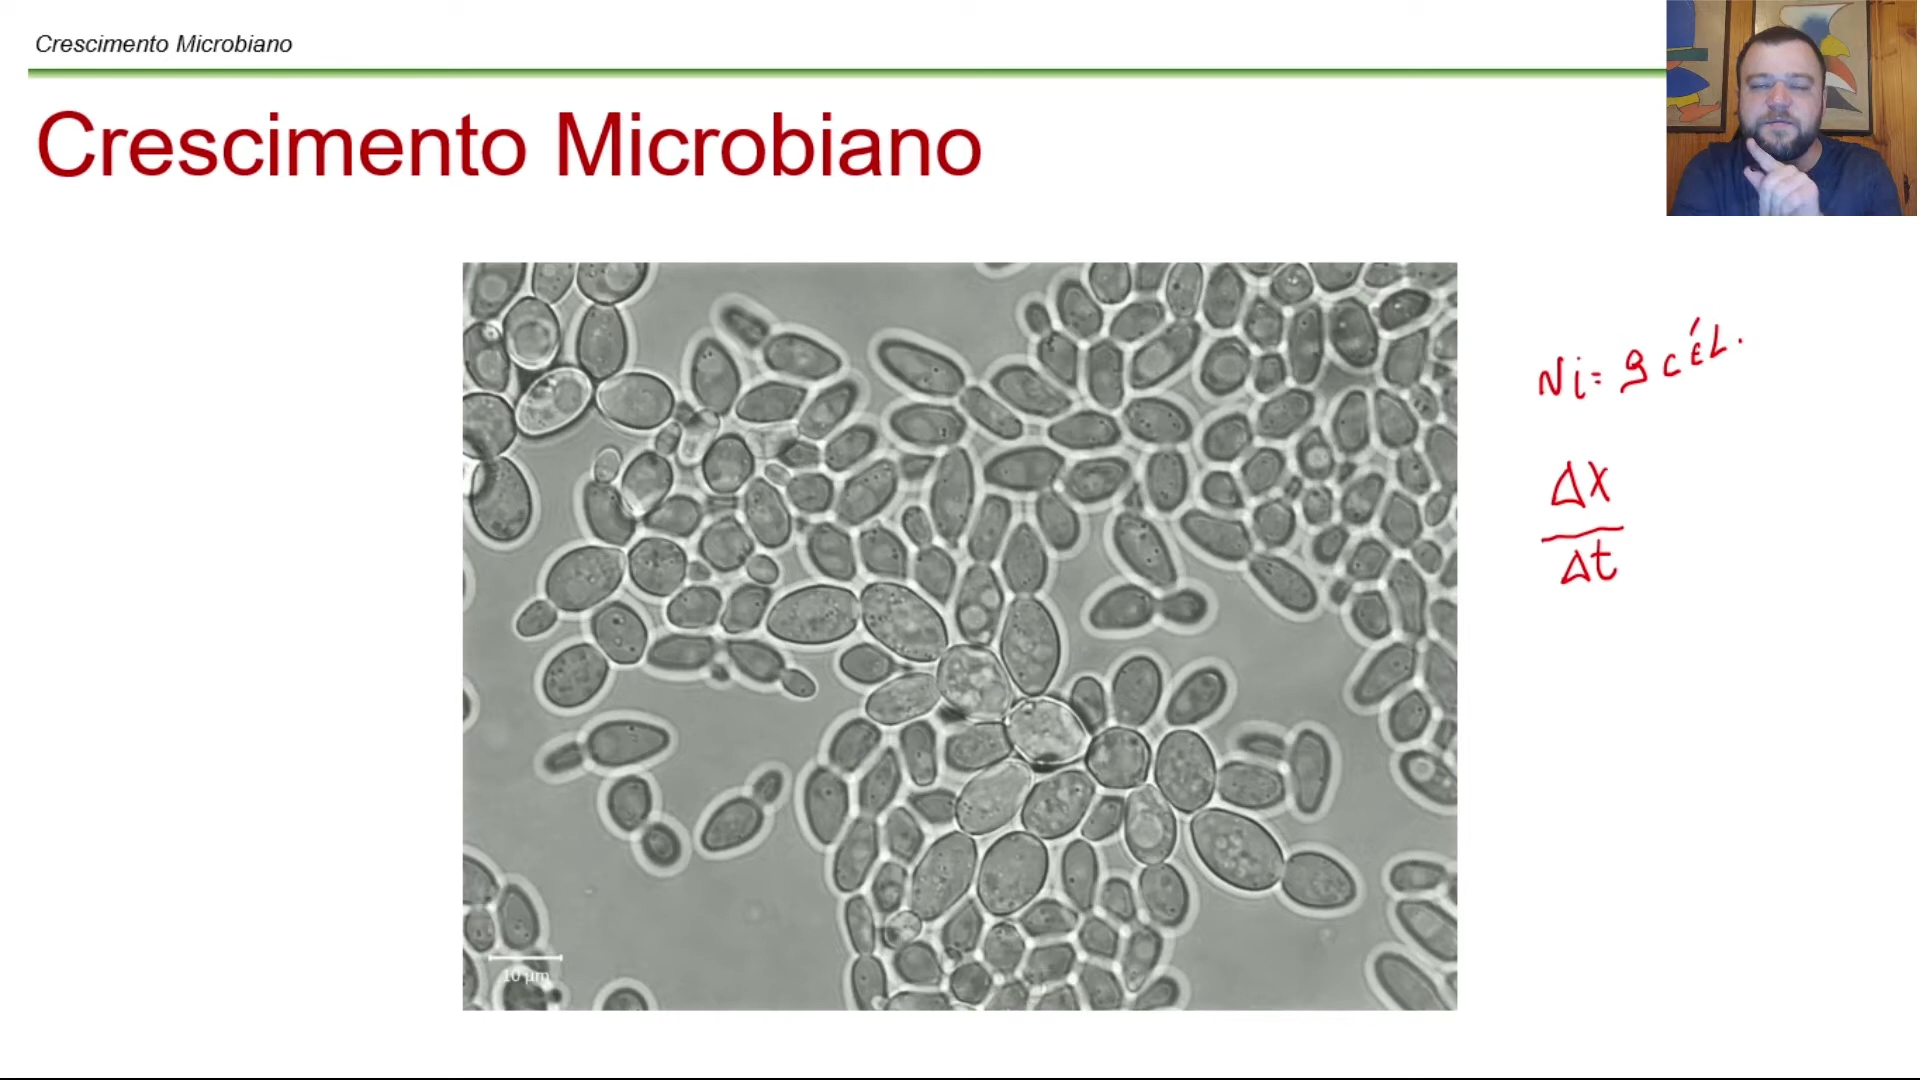 Crescimento Microbiano
Crescimento Microbiano
Ni = 9 cÉL.
ΔX
Δt
10 µm